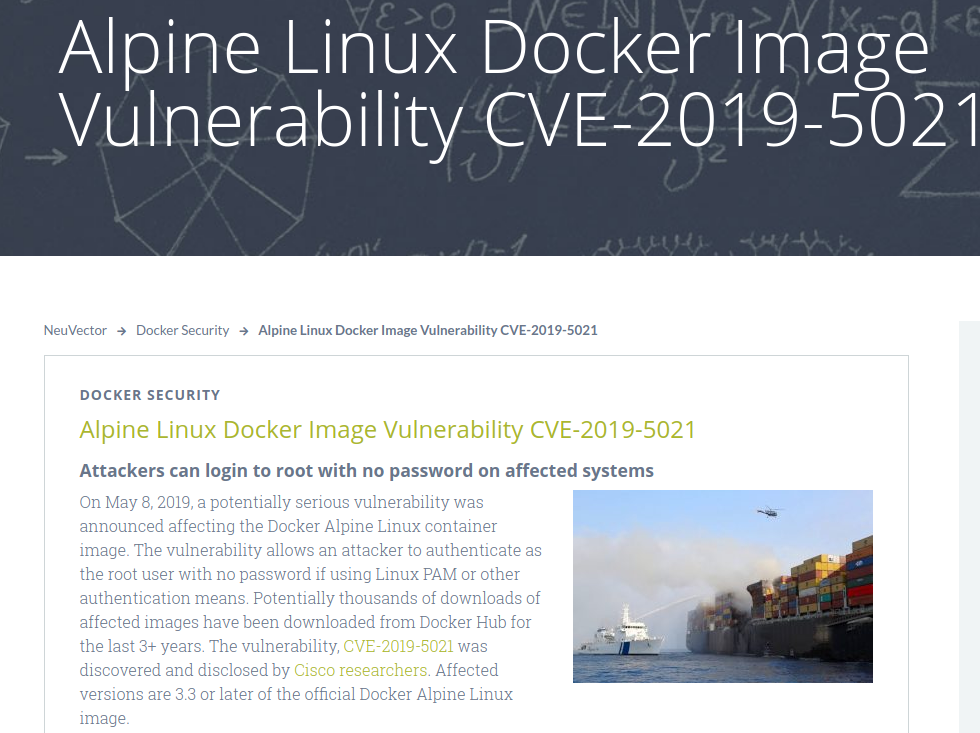 Alpine Linux Docker Image
Vulnerability CVE-2019-5021
NeuVector → Docker Security → Alpine Linux Docker Image Vulnerability CVE-2019-5021
DOCKER SECURITY
Alpine Linux Docker Image Vulnerability CVE-2019-5021
Attackers can login to root with no password on affected systems
On May 8, 2019, a potentially serious vulnerability was
announced affecting the Docker Alpine Linux container
image. The vulnerability allows an attacker to authenticate as
the root user with no password if using Linux PAM or other
authentication means. Potentially thousands of downloads of
affected images have been downloaded from Docker Hub for
the last 3+ years. The vulnerability, CVE-2019-5021 was
discovered and disclosed by Cisco researchers. Affected
versions are 3.3 or later of the official Docker Alpine Linux
image.